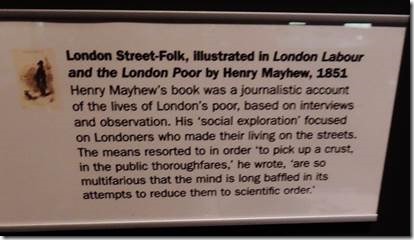 London Street-Folk, illustrated in London Labour
and the London Poor by Henry Mayhew, 1851
Henry Mayhew's book was a journalistic account
of the lives of London's poor, based on interviews
and observation. His 'social exploration' focused
on Londoners who made their living on the streets.
The means resorted to in order 'to pick up a crust,
in the public thoroughfares,' he wrote, 'are so
multifarious that the mind is long baffled in its
attempts to reduce them to scientific order.'